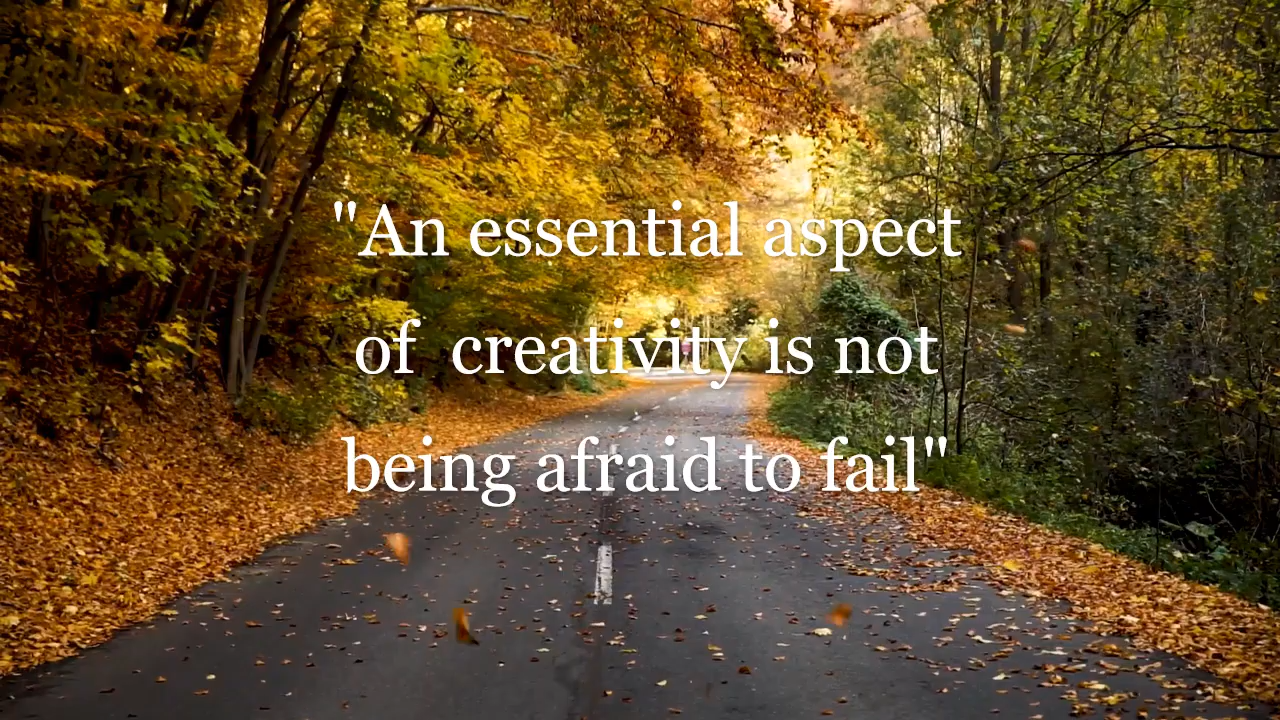 "An essential aspect
of  creativity is not
being afraid to fail"